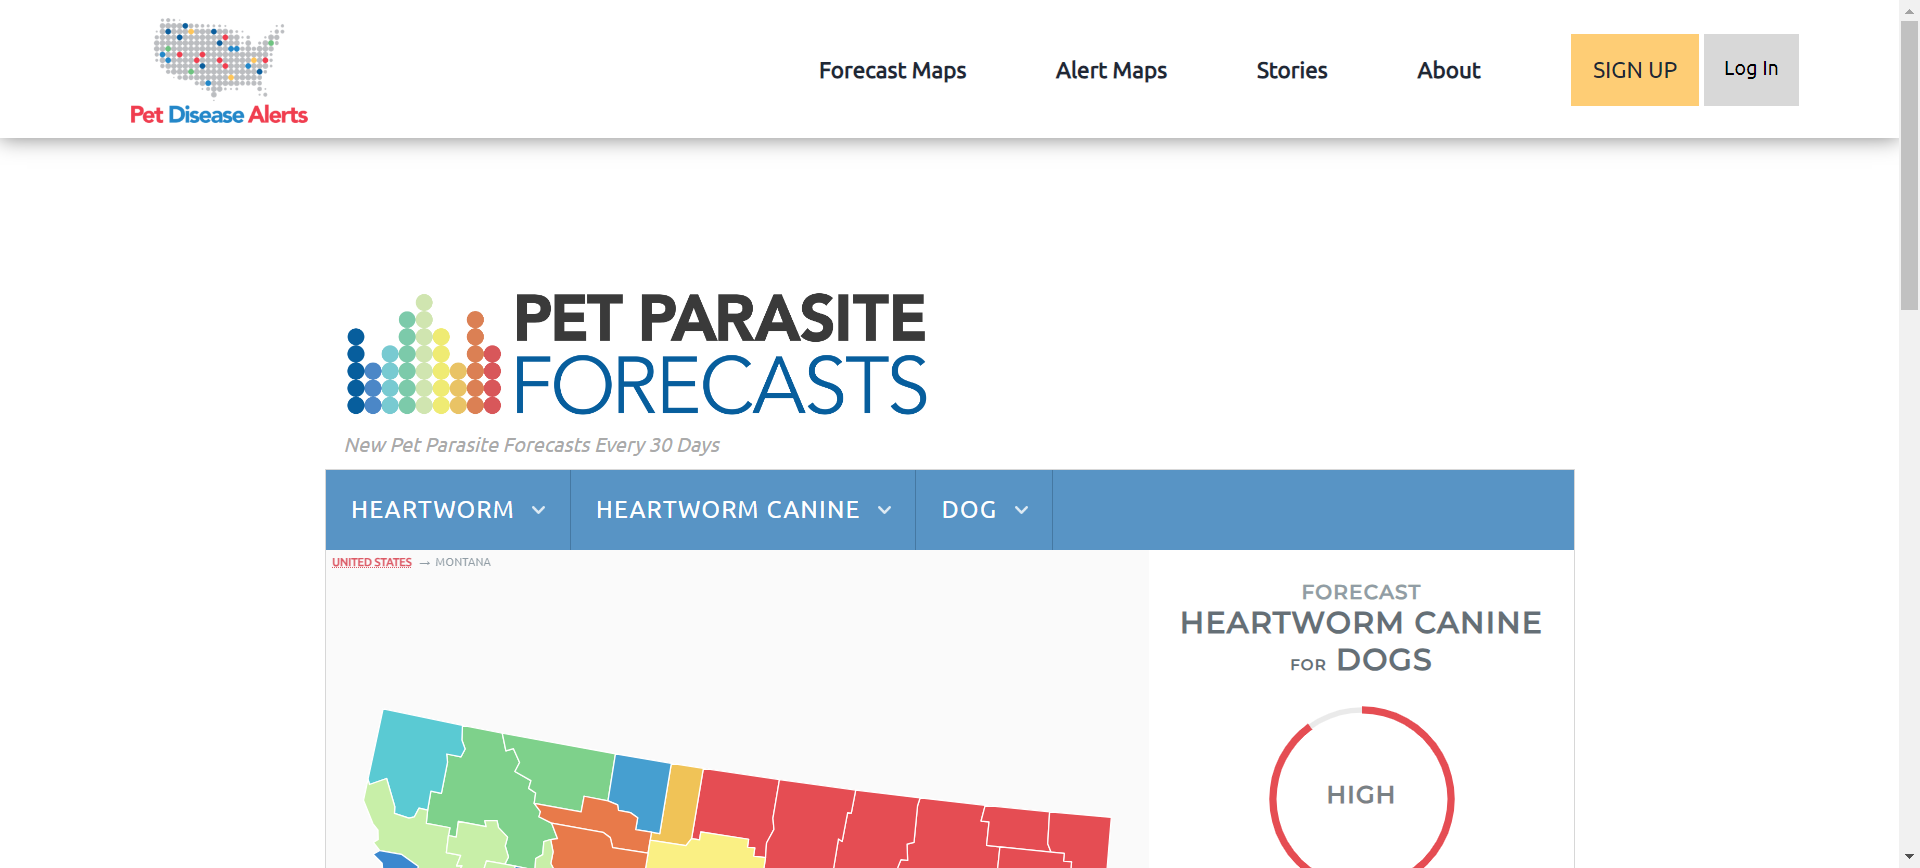 Pet Disease Alerts
Forecast Maps
Alert Maps
Stories
About
SIGN UP
Log In
PET PARASITE
FORECASTS
New Pet Parasite Forecasts Every 30 Days
HEARTWORM
HEARTWORM CANINE
DOG
UNITED STATES → MONTANA
FORECAST
HEARTWORM CANINE
FOR DOGS
HIGH